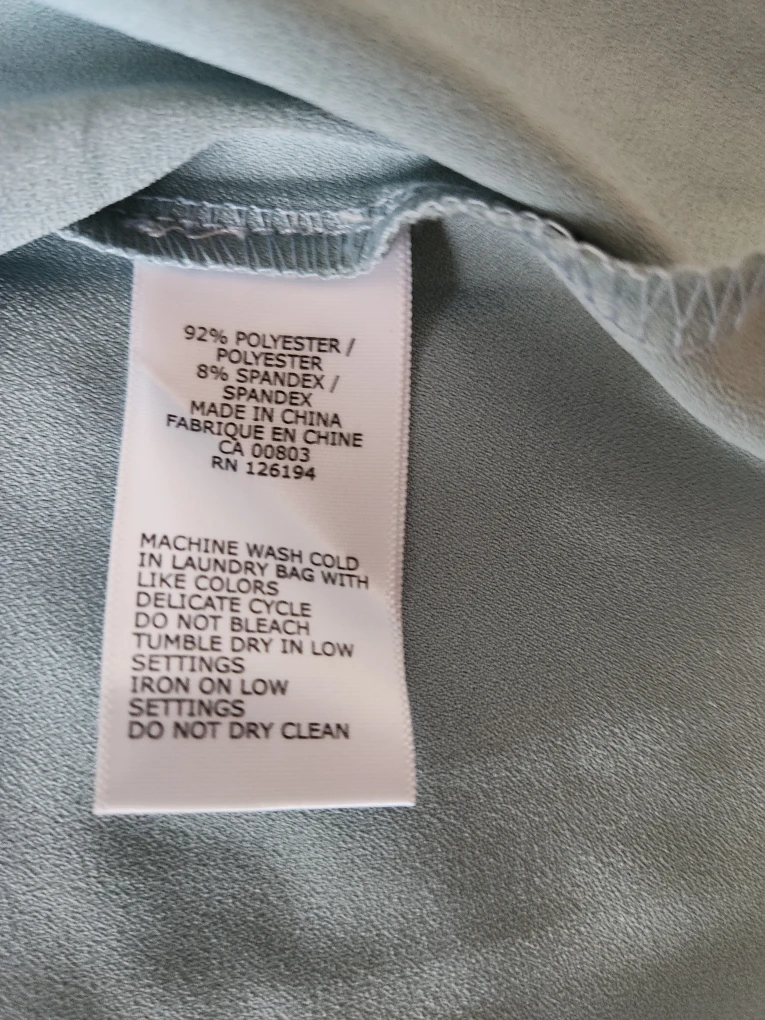 92% POLYESTER /
POLYESTER
8% SPANDEX /
SPANDEX
MADE IN CHINA
FABRIQUE EN CHINE
CA 00803
RN 126194
MACHINE WASH COLD
IN LAUNDRY BAG WITH
LIKE COLORS
DELICATE CYCLE
DO NOT BLEACH
TUMBLE DRY IN LOW
SETTINGS
IRON ON LOW
SETTINGS
DO NOT DRY CLEAN